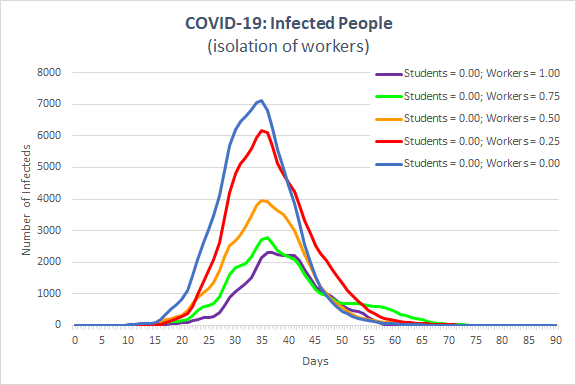 COVID-19: Infected People
(isolation of workers)
Number of Infecteds
8000
7000
6000
5000
4000
3000
2000
1000
0
Students = 0.00; Workers = 1.00
Students = 0.00; Workers = 0.75
Students = 0.00; Workers = 0.50
Students = 0.00; Workers = 0.25
Students = 0.00; Workers = 0.00
0 5 10 15 20 25 30 35 40 45 50 55 60 65 70 75 80 85 90
Days